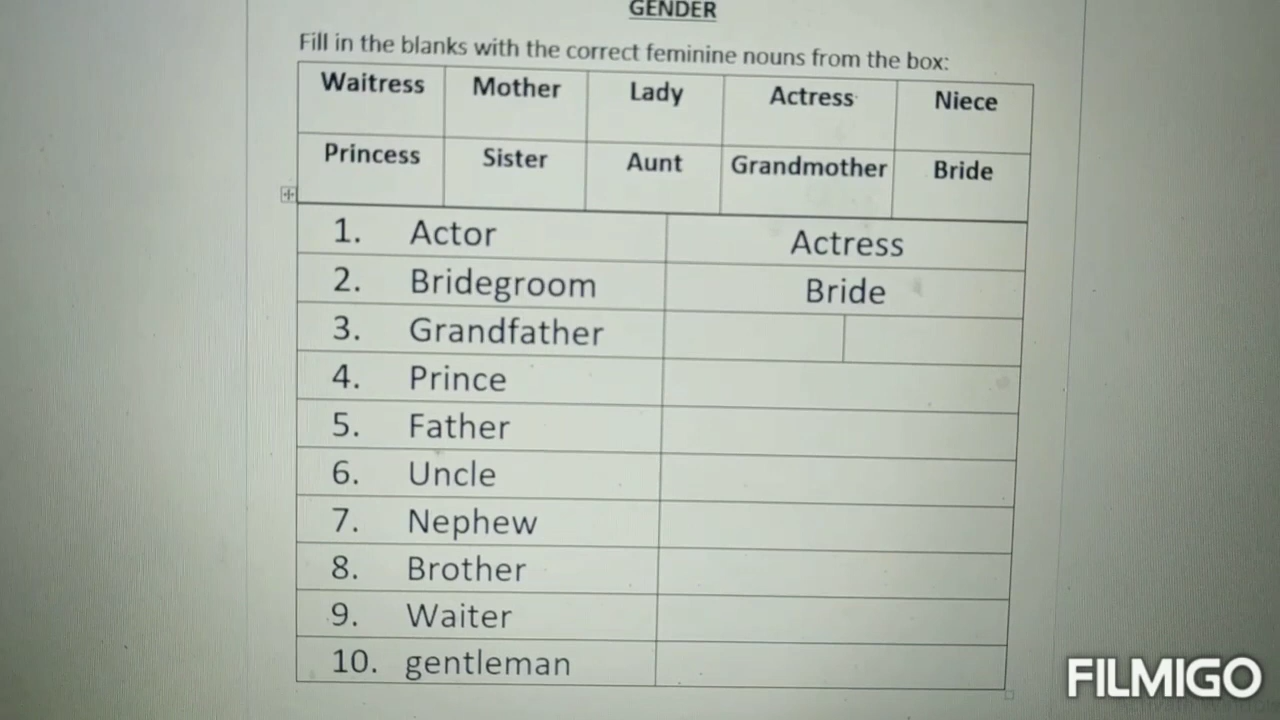 GENDER
Fill in the blanks with the correct feminine nouns from the box:
Waitress Mother Lady Actress Niece
Princess Sister Aunt Grandmother Bride
1. Actor Actress
2. Bridegroom Bride
3. Grandfather
4. Prince
5. Father
6. Uncle
7. Nephew
8. Brother
9. Waiter
10. gentleman
FILMIGO